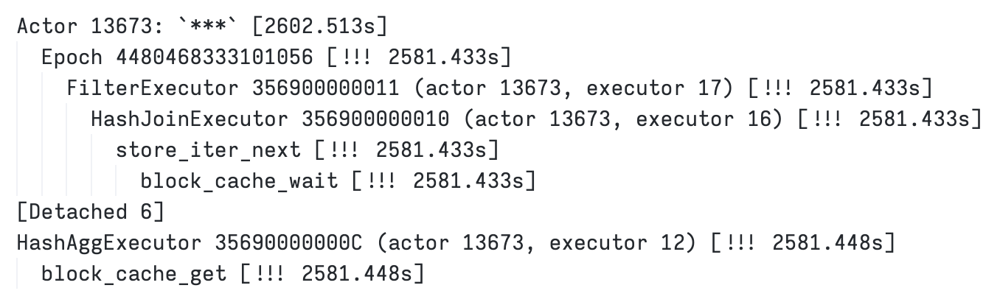 Actor 13673: `***` [2602.513s]
Epoch 4480468333101056 [!!! 2581.433s]
FilterExecutor 356900000011 (actor 13673, executor 17) [!!! 2581.433s]
HashJoinExecutor 356900000010 (actor 13673, executor 16) [!!! 2581.433s]
store_iter_next [!!! 2581.433s]
block_cache_wait [!!! 2581.433s]
[Detached 6]
HashAggExecutor 35690000000C (actor 13673, executor 12) [!!! 2581.448s]
block_cache_get [!!! 2581.448s]